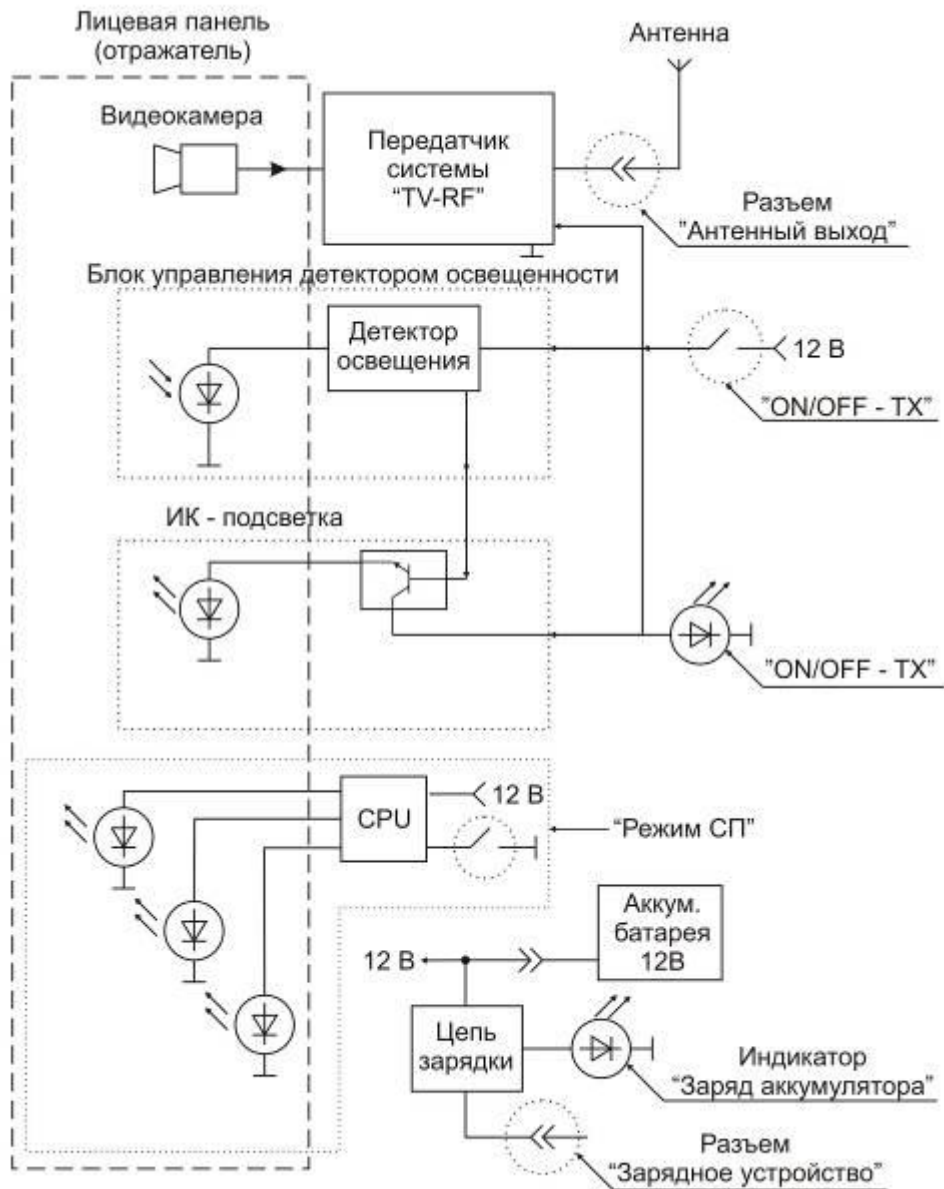 Лицевая панель
(отражатель)
Антенна
Видеокамера
Передатчик
системы
“TV-RF”
Разъем
”Антенный выход”
Блок управления детектором освещенности
Детектор
освещения
12 В
”ON/OFF - TX”
ИК - подсветка
”ON/OFF - TX”
CPU
12 В
“Режим СП”
Аккум.
батарея
12В
12 В
Цепь
зарядки
Индикатор
“Заряд аккумулятора”
Разъем
“Зарядное устройство”